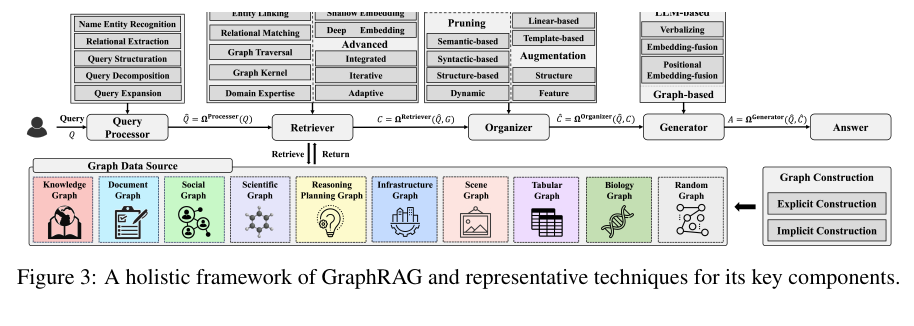 Name Entity Recognition
Relational Extraction
Query Structuration
Query Decomposition
Query Expansion
Entity Linking
Relational Matching
Graph Traversal
Graph Kernel
Domain Expertise
Shallow Embedding
Deep Embedding
Advanced
Integrated
Iterative
Adaptive
Pruning
Semantic-based
Syntactic-based
Structure-based
Dynamic
Linear-based
Template-based
Augmentation
Structure
Feature
LLM-based
Verbalizing
Embedding-fusion
Positional
Embedding-fusion
Graph-based
Query
Q
Query
Processor
Q̂ = Ω^Processer(Q)
Retriever
C = Ω^Retriever(Q̂, G)
Organizer
Ĉ = Ω^Organizer(Q̂, C)
Generator
A = Ω^Generator(Q̂, Ĉ)
Answer
Retrieve
Return
Graph Data Source
Knowledge
Graph
Document
Graph
Social
Graph
Scientific
Graph
Reasoning
Planning Graph
Infrastructure
Graph
Scene
Graph
Tabular
Graph
Biology
Graph
Random
Graph
Graph Construction
Explicit Construction
Implicit Construction
Figure 3: A holistic framework of GraphRAG and representative techniques for its key components.